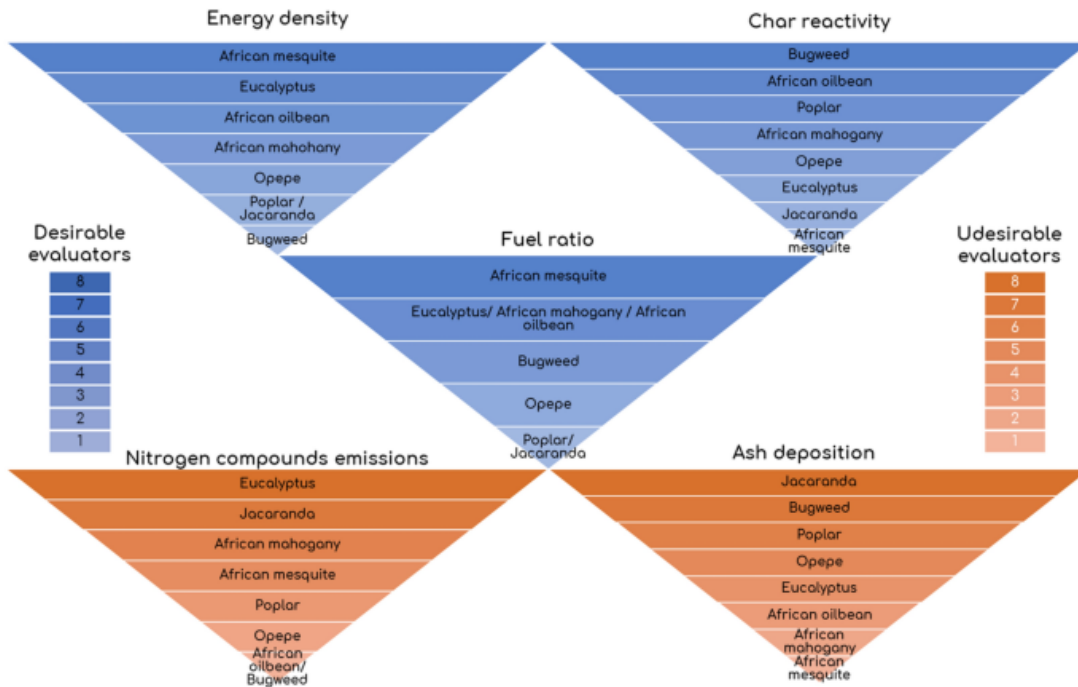 Energy density
African mesquite
Eucalyptus
African oilbean
African mahohany
Opepe
Poplar /
Jacaranda
Bugweed
Char reactivity
Bugweed
African oilbean
Poplar
African mahogany
Opepe
Eucalyptus
Jacaranda
African
mesquite
Desirable
evaluators
8
7
6
5
4
3
2
1
Fuel ratio
African mesquite
Eucalyptus/ African mahogany / African
oilbean
Bugweed
Opepe
Poplar/
Jacaranda
Udesirable
evaluators
8
7
6
5
4
3
2
1
Nitrogen compounds emissions
Eucalyptus
Jacaranda
African mahogany
African mesquite
Poplar
Opepe
African
oilbean/
Bugweed
Ash deposition
Jacaranda
Bugweed
Poplar
Opepe
Eucalyptus
African oilbean
African
mahogany
African
mesquite